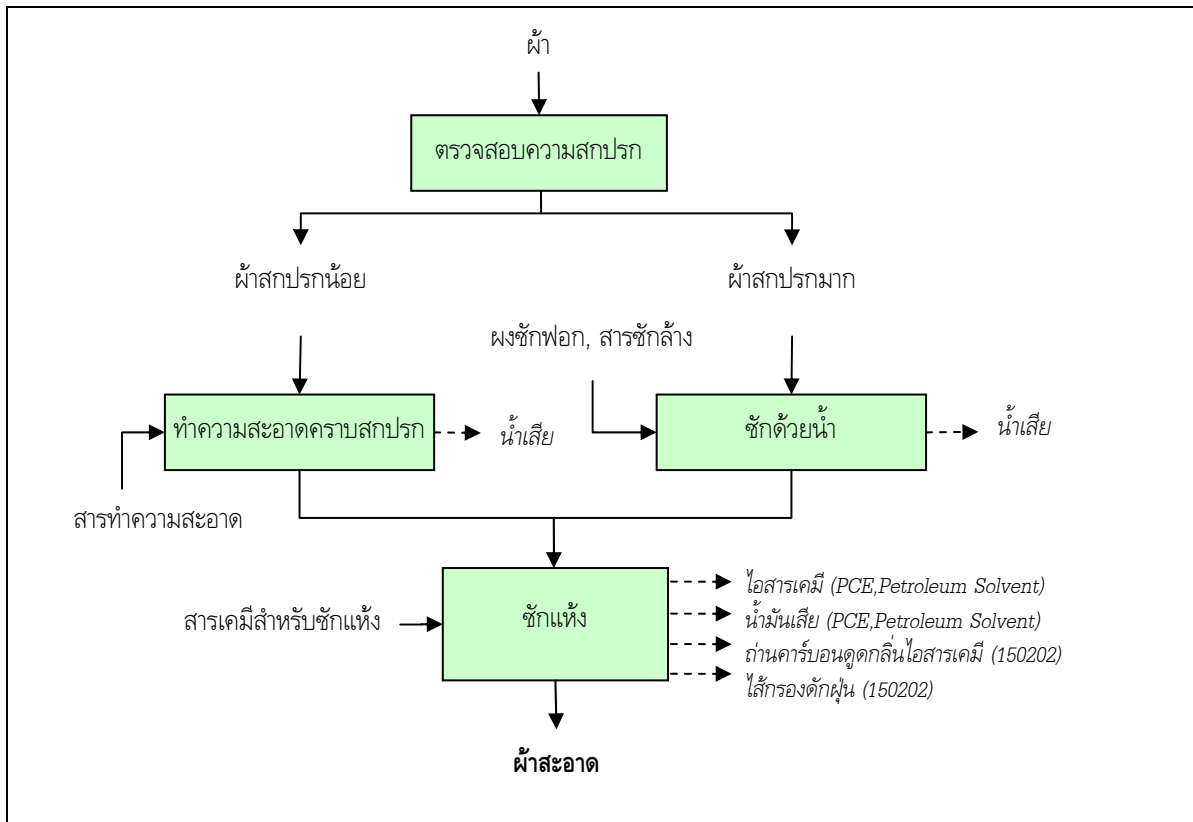 ผ้า
ตรวจสอบความสกปรก
ผ้าสกปรกน้อย
ผ้าสกปรกมาก
ผงซักฟอก, สารซักล้าง
ทำความสะอาดคราบสกปรก
น้ำเสีย
ซักด้วยน้ำ
น้ำเสีย
สารทำความสะอาด
สารเคมีสำหรับซักแห้ง
ซักแห้ง
ไอสารเคมี (PCE,Petroleum Solvent)
น้ำมันเสีย (PCE,Petroleum Solvent)
ถ่านคาร์บอนดูดกลิ่นไอสารเคมี (150202)
ไส้กรองดักฝุ่น (150202)
ผ้าสะอาด